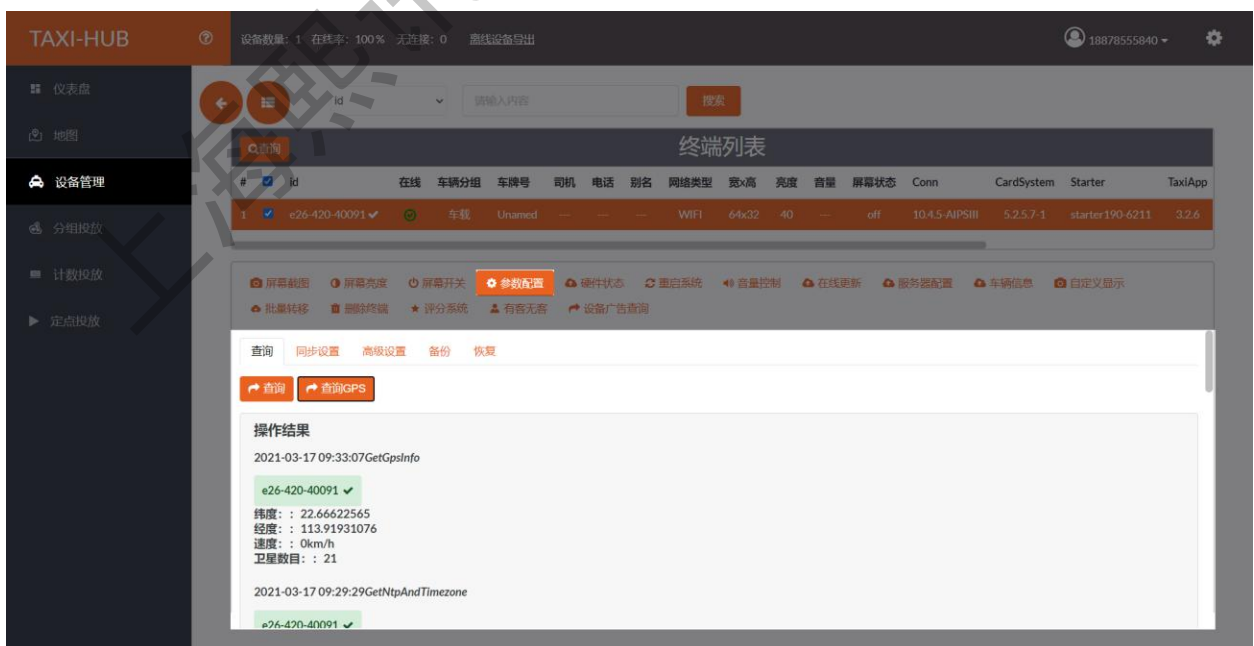 TAXI-HUB
设备数量: 1 在线率: 100% 无连接: 0 离线设备导出
18878555840
仪表盘
地图
设备管理
分组投放
计数投放
定点投放
id
请输入内容
搜索
查询
终端列表
# id 在线 车辆分组 车牌号 司机 电话 别名 网络类型 宽x高 亮度 音量 屏幕状态 Conn CardSystem Starter TaxiApp
1 e26-420-40091 车载 Unamed — — — WIFI 64x32 40 — off 10.4.5-AIPSIII 5.2.5.7-1 starter190-6211 3.2.6
屏幕截图 屏幕亮度 屏幕开关 参数配置 硬件状态 重启系统 音量控制 在线更新 服务器配置 车辆信息 自定义显示
批量转移 删除终端 评分系统 有客无客 设备广告查询
查询 同步设置 高级设置 备份 恢复
查询 查询GPS
操作结果
2021-03-17 09:33:07GetGpsInfo
e26-420-40091
纬度: : 22.66622565
经度: : 113.91931076
速度: : 0km/h
卫星数目: : 21
2021-03-17 09:29:29GetNtpAndTimezone
e26-420-40091
上海熙